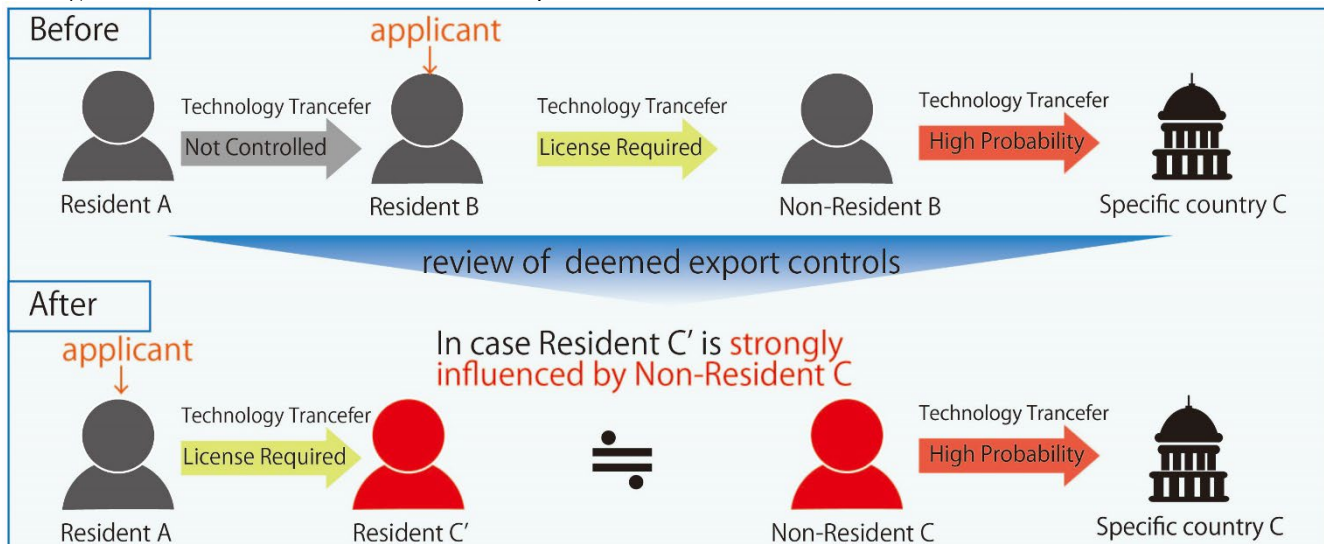 Before
applicant
Technology Trancefer
Not Controlled
Technology Trancefer
License Required
Technology Trancefer
High Probability
Resident A
Resident B
Non-Resident B
Specific country C
review of deemed export controls
After
applicant
In case Resident C’ is strongly
influenced by Non-Resident C
Technology Trancefer
License Required
≒
Technology Trancefer
High Probability
Resident A
Resident C’
Non-Resident C
Specific country C